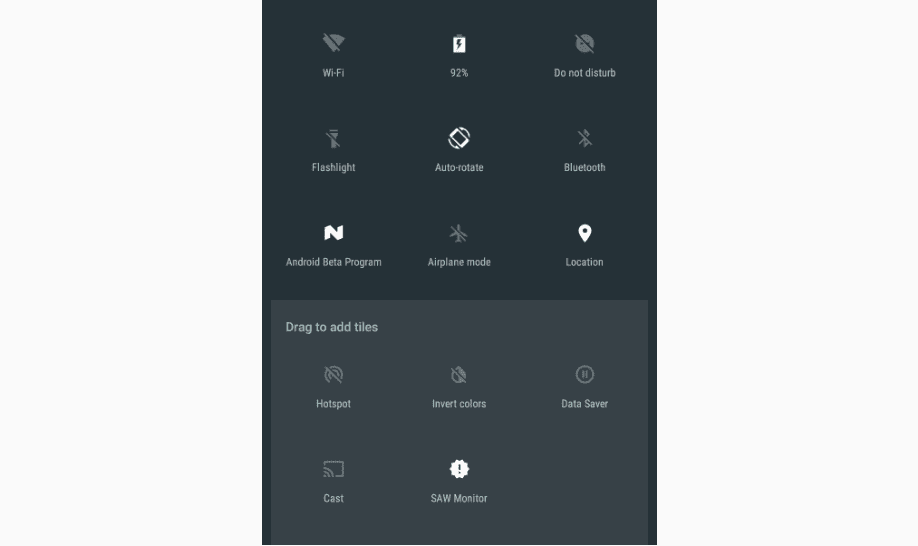 Wi-Fi
92%
Do not disturb
Flashlight
Auto-rotate
Bluetooth
Android Beta Program
Airplane mode
Location
Drag to add tiles
Hotspot
Invert colors
Data Saver
Cast
SAW Monitor